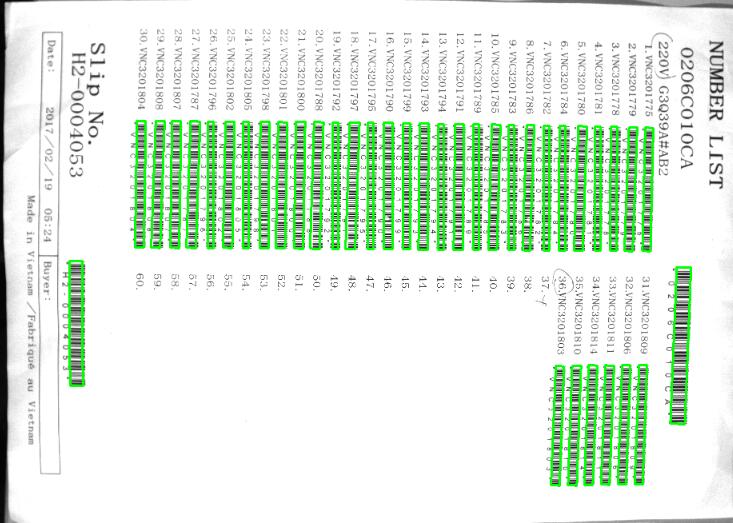 NUMBER LIST
0206C010CA
0206C010CA
220V G3Q39A#AB2
1.VNC3201775
2.VNC3201779
3.VNC3201778
4.VNC3201781
5.VNC3201780
6.VNC3201784
7.VNC3201782
8.VNC3201786
9.VNC3201783
10.VNC3201785
11.VNC3201789
12.VNC3201791
13.VNC3201794
14.VNC3201793
15.VNC3201799
16.VNC3201790
17.VNC3201795
18.VNC3201797
19.VNC3201792
20.VNC3201788
21.VNC3201800
22.VNC3201801
23.VNC3201798
24.VNC3201805
25.VNC3201802
26.VNC3201796
27.VNC3201787
28.VNC3201807
29.VNC3201808
30.VNC3201804
31.VNC3201809
32.VNC3201806
33.VNC3201811
34.VNC3201814
35.VNC3201810
36.VNC3201803
37.
38.
39.
40.
41.
42.
43.
44.
45.
46.
47.
48.
49.
50.
51.
52.
53.
54.
55.
56.
57.
58.
59.
60.
Slip No.
H2-0004053
H2-0004053
Date: 2017/02/19 05:24 Buyer:
Made in Vietnam /Fabriqué au Vietnam